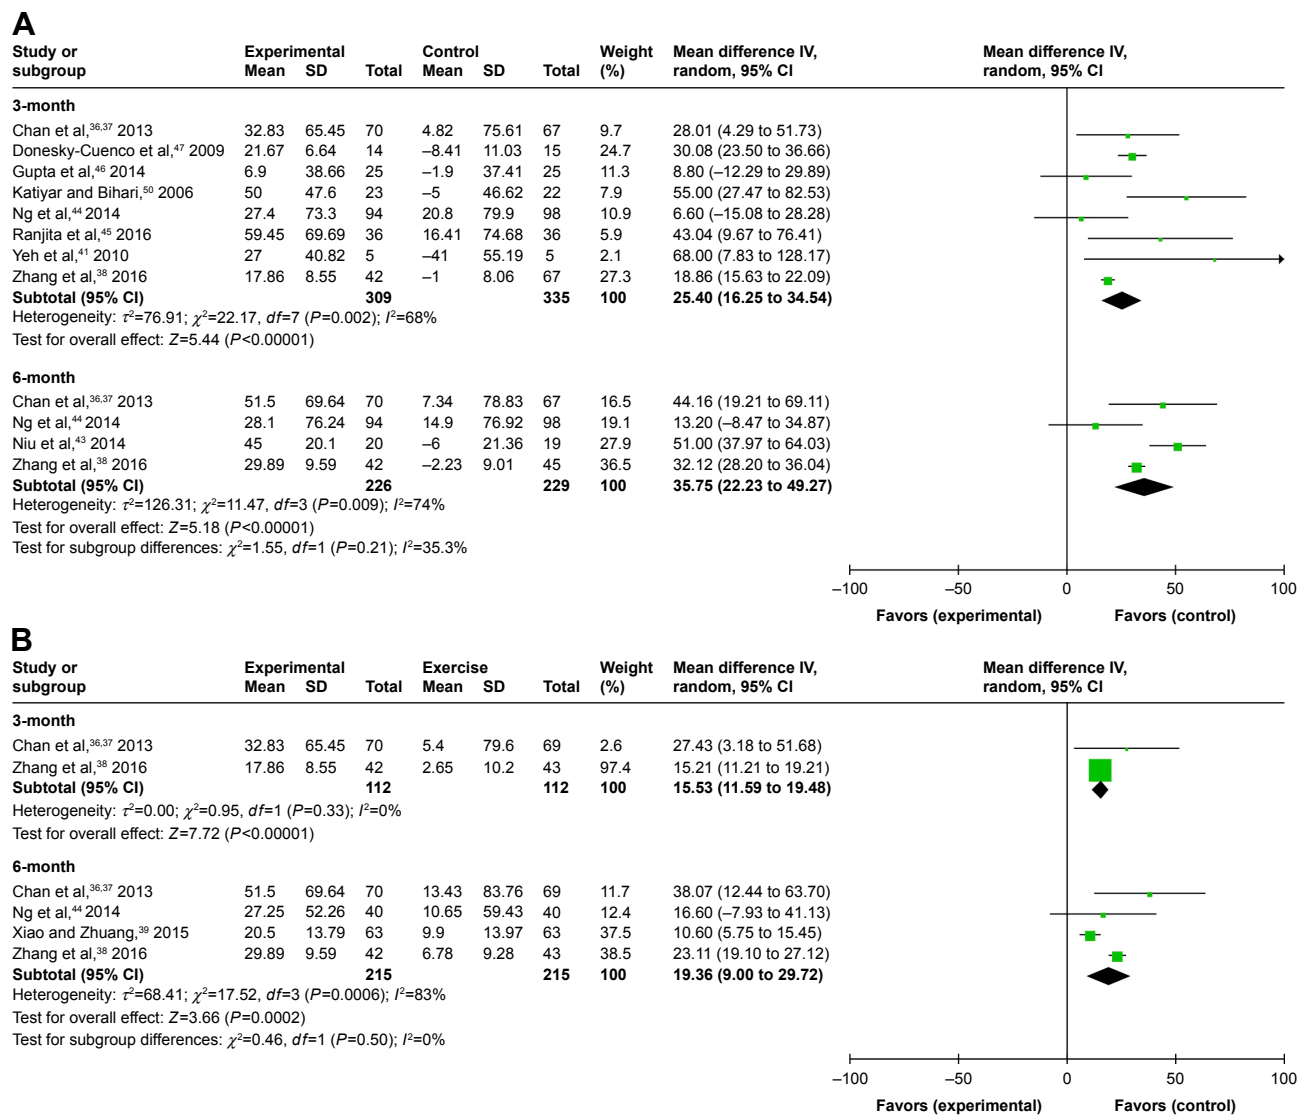 A
Study or Experimental Control Weight Mean difference IV, Mean difference IV,
subgroup Mean SD Total Mean SD Total (%) random, 95% CI random, 95% CI
3-month
Chan et al,36,37 2013 32.83 65.45 70 4.82 75.61 67 9.7 28.01 (4.29 to 51.73)
Donesky-Cuenco et al,47 2009 21.67 6.64 14 –8.41 11.03 15 24.7 30.08 (23.50 to 36.66)
Gupta et al,46 2014 6.9 38.66 25 –1.9 37.41 25 11.3 8.80 (–12.29 to 29.89)
Katiyar and Bihari,50 2006 50 47.6 23 –5 46.62 22 7.9 55.00 (27.47 to 82.53)
Ng et al,44 2014 27.4 73.3 94 20.8 79.9 98 10.9 6.60 (–15.08 to 28.28)
Ranjita et al,45 2016 59.45 69.69 36 16.41 74.68 36 5.9 43.04 (9.67 to 76.41)
Yeh et al,41 2010 27 40.82 5 –41 55.19 5 2.1 68.00 (7.83 to 128.17)
Zhang et al,38 2016 17.86 8.55 42 –1 8.06 67 27.3 18.86 (15.63 to 22.09)
Subtotal (95% CI) 309 335 100 25.40 (16.25 to 34.54)
Heterogeneity: τ²=76.91; χ²=22.17, df=7 (P=0.002); I²=68%
Test for overall effect: Z=5.44 (P<0.00001)
6-month
Chan et al,36,37 2013 51.5 69.64 70 7.34 78.83 67 16.5 44.16 (19.21 to 69.11)
Ng et al,44 2014 28.1 76.24 94 14.9 76.92 98 19.1 13.20 (–8.47 to 34.87)
Niu et al,43 2014 45 20.1 20 –6 21.36 19 27.9 51.00 (37.97 to 64.03)
Zhang et al,38 2016 29.89 9.59 42 –2.23 9.01 45 36.5 32.12 (28.20 to 36.04)
Subtotal (95% CI) 226 229 100 35.75 (22.23 to 49.27)
Heterogeneity: τ²=126.31; χ²=11.47, df=3 (P=0.009); I²=74%
Test for overall effect: Z=5.18 (P<0.00001)
Test for subgroup differences: χ²=1.55, df=1 (P=0.21); I²=35.3%
–100 –50 0 50 100
Favors (experimental) Favors (control)
B
Study or Experimental Exercise Weight Mean difference IV, Mean difference IV,
subgroup Mean SD Total Mean SD Total (%) random, 95% CI random, 95% CI
3-month
Chan et al,36,37 2013 32.83 65.45 70 5.4 79.6 69 2.6 27.43 (3.18 to 51.68)
Zhang et al,38 2016 17.86 8.55 42 2.65 10.2 43 97.4 15.21 (11.21 to 19.21)
Subtotal (95% CI) 112 112 100 15.53 (11.59 to 19.48)
Heterogeneity: τ²=0.00; χ²=0.95, df=1 (P=0.33); I²=0%
Test for overall effect: Z=7.72 (P<0.00001)
6-month
Chan et al,36,37 2013 51.5 69.64 70 13.43 83.76 69 11.7 38.07 (12.44 to 63.70)
Ng et al,44 2014 27.25 52.26 40 10.65 59.43 40 12.4 16.60 (–7.93 to 41.13)
Xiao and Zhuang,39 2015 20.5 13.79 63 9.9 13.97 63 37.5 10.60 (5.75 to 15.45)
Zhang et al,38 2016 29.89 9.59 42 6.78 9.28 43 38.5 23.11 (19.10 to 27.12)
Subtotal (95% CI) 215 215 100 19.36 (9.00 to 29.72)
Heterogeneity: τ²=68.41; χ²=17.52, df=3 (P=0.0006); I²=83%
Test for overall effect: Z=3.66 (P=0.0002)
Test for subgroup differences: χ²=0.46, df=1 (P=0.50); I²=0%
–100 –50 0 50 100
Favors (experimental) Favors (control)